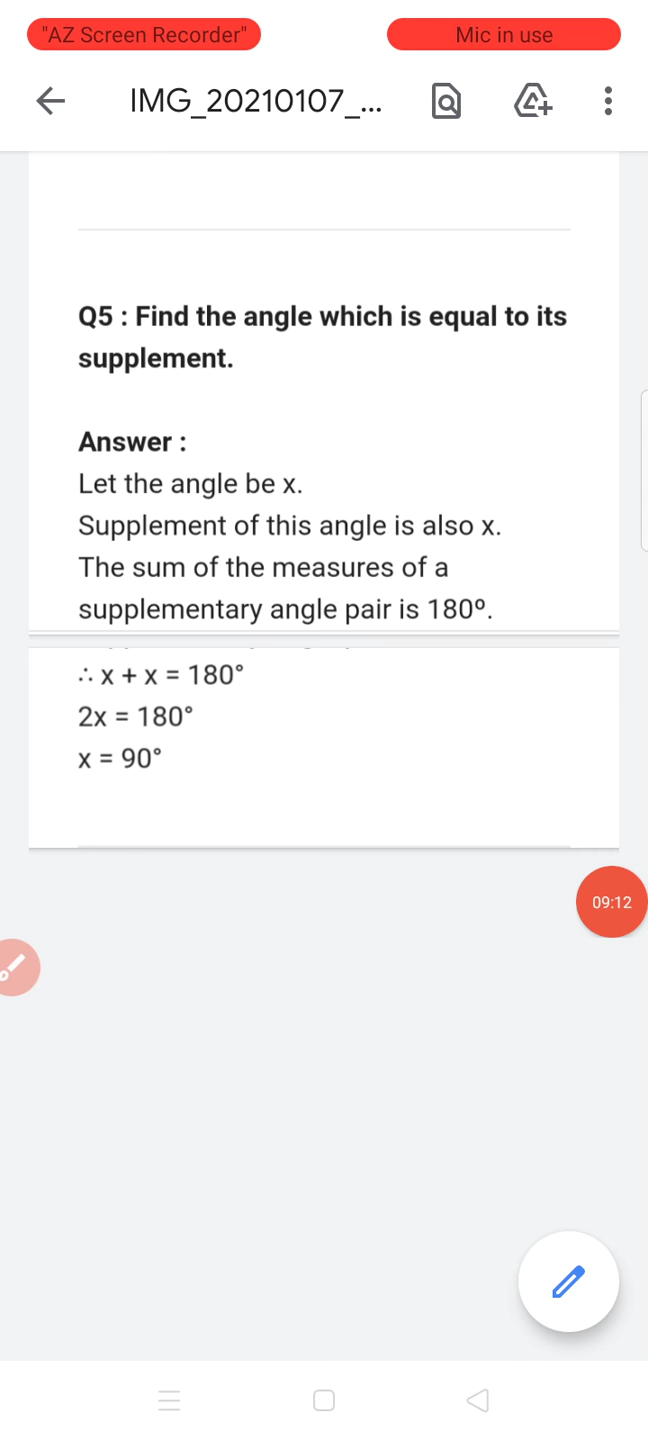 "AZ Screen Recorder"
Mic in use
IMG_20210107_...
Q5 : Find the angle which is equal to its
supplement.
Answer :
Let the angle be x.
Supplement of this angle is also x.
The sum of the measures of a
supplementary angle pair is 180º.
∴ x + x = 180°
2x = 180°
x = 90°
09:12